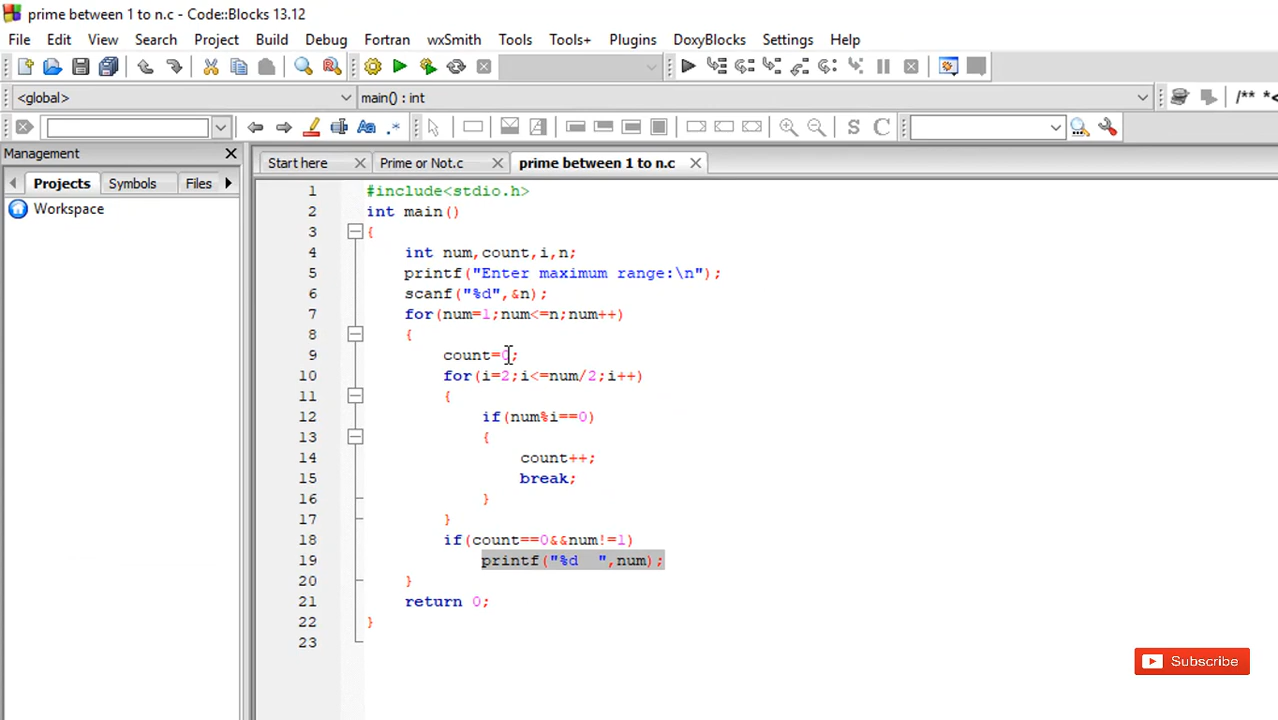 prime between 1 to n.c - Code::Blocks 13.12
File Edit View Search Project Build Debug Fortran wxSmith Tools Tools+ Plugins DoxyBlocks Settings Help
<global> main() : int /** *<
Aa .* S C
Management
Start here Prime or Not.c prime between 1 to n.c
Projects Symbols Files
Workspace
1 #include<stdio.h>
2 int main()
3 {
4 int num,count,i,n;
5 printf("Enter maximum range:\n");
6 scanf("%d",&n);
7 for(num=1;num<=n;num++)
8 {
9 count=0;
10 for(i=2;i<=num/2;i++)
11 {
12 if(num%i==0)
13 {
14 count++;
15 break;
16 }
17 }
18 if(count==0&&num!=1)
19 printf("%d  ",num);
20 }
21 return 0;
22 }
23
Subscribe